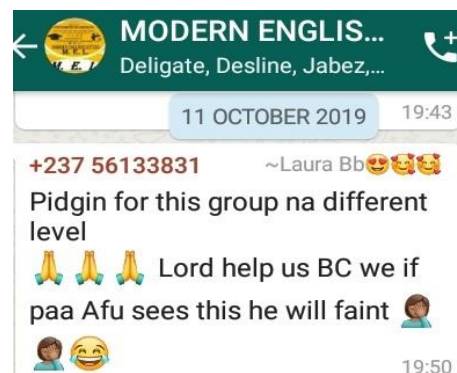 MODERN ENGLIS...
Deligate, Desline, Jabez,...
11 OCTOBER 2019 19:43
+237 56133831 ~Laura Bb😍🥰🥰
Pidgin for this group na different
level
🙏🙏🙏 Lord help us BC we if
paa Afu sees this he will faint 🤦🏾‍♀️
🤦🏾‍♀️😂 19:50